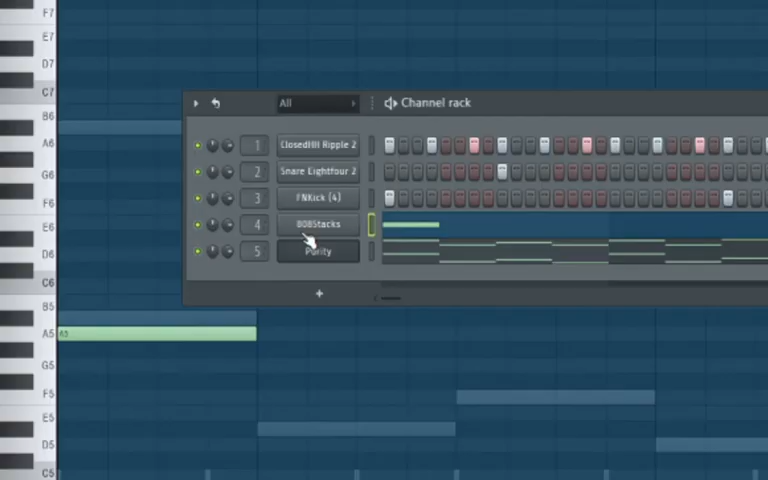 F7
E7
D7
C7
B6
A6
G6
F6
E6
D6
C6
B5
A5
G5
F5
E5
D5
C5
All
Channel rack
1 ClosedHH Ripple 2
2 Snare Eightfour 2
3 FNKick (4)
4 808Stacks
5 Purity
+